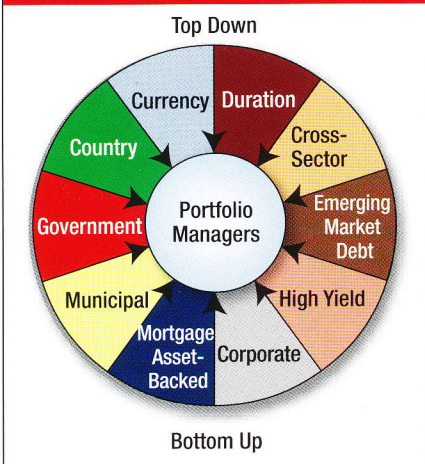 Top Down
Currency
Duration
Country
Cross-
Sector
Government
Portfolio
Managers
Emerging
Market
Debt
Municipal
High Yield
Mortgage
Asset-
Backed
Corporate
Bottom Up